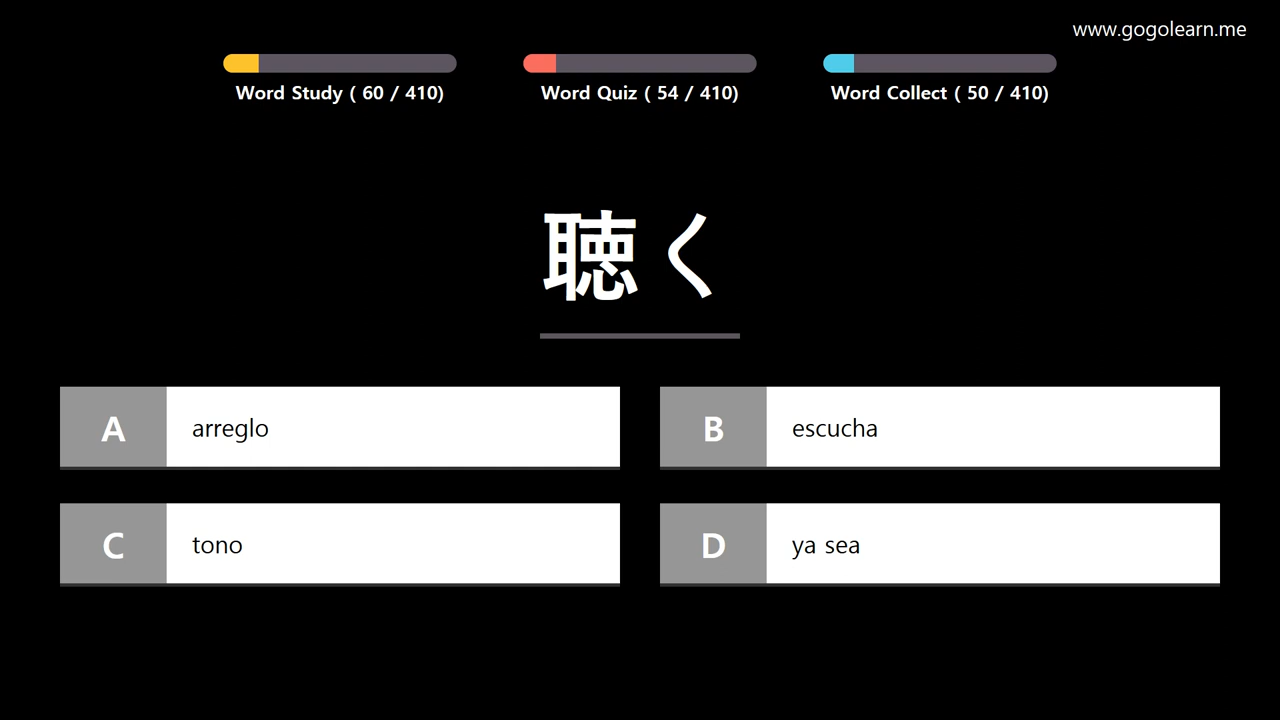 www.gogolearn.me
Word Study ( 60 / 410)
Word Quiz ( 54 / 410)
Word Collect ( 50 / 410)
聴く
A arreglo
B escucha
C tono
D ya sea